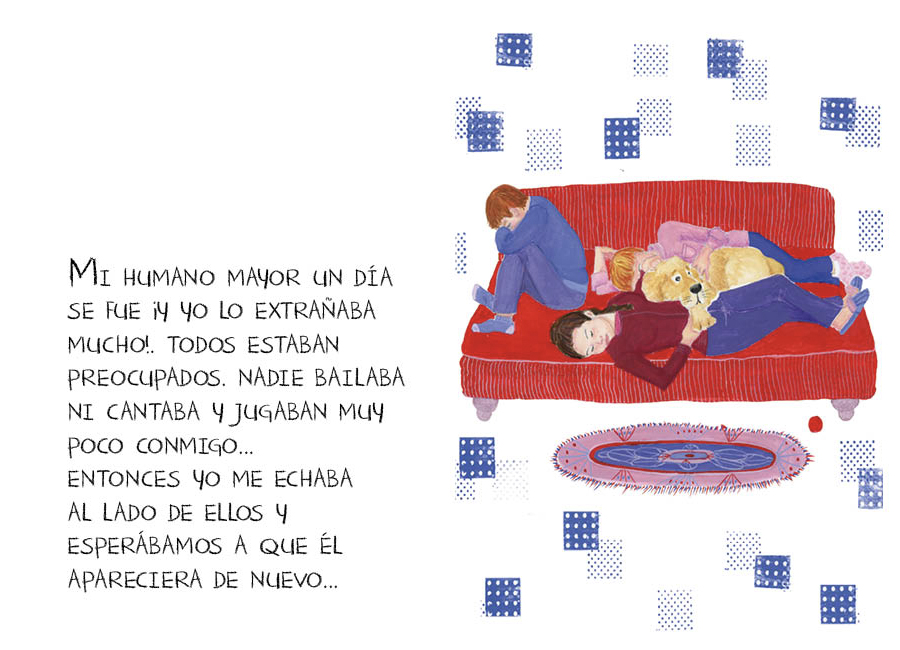 Mi humano mayor un día
se fue ¡y yo lo extrañaba
mucho!. Todos estaban
preocupados. Nadie bailaba
ni cantaba y jugaban muy
poco conmigo...
Entonces yo me echaba
al lado de ellos y
esperábamos a que él
apareciera de nuevo...